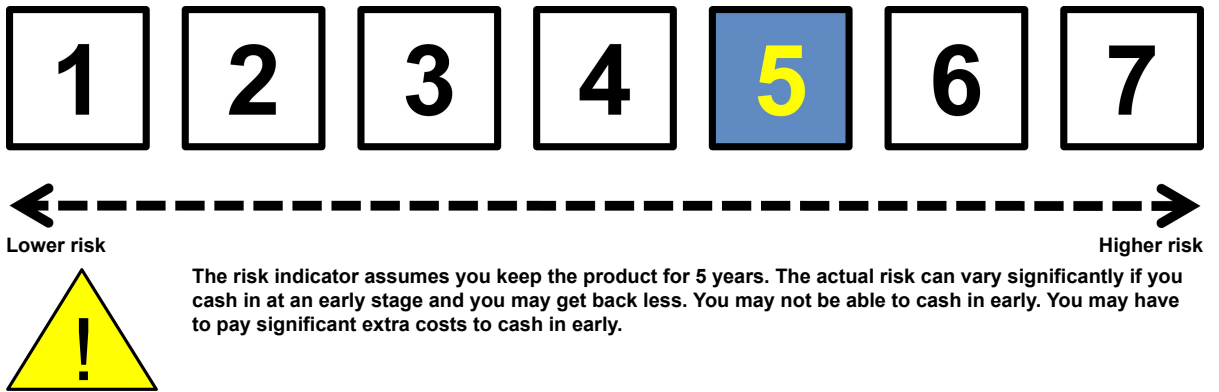 1 2 3 4 5 6 7
Lower risk Higher risk
The risk indicator assumes you keep the product for 5 years. The actual risk can vary significantly if you
cash in at an early stage and you may get back less. You may not be able to cash in early. You may have
to pay significant extra costs to cash in early.
!